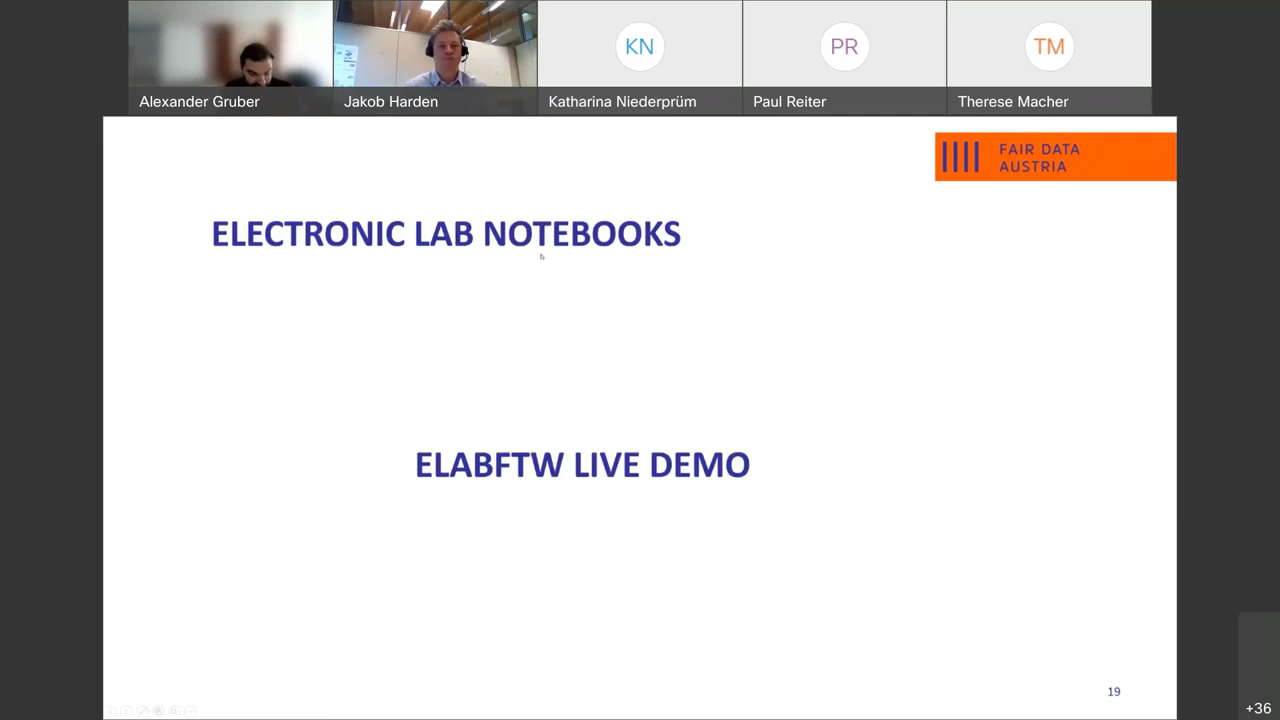 KN
PR
TM
Alexander Gruber
Jakob Harden
Katharina Niederprüm
Paul Reiter
Therese Macher
FAIR DATA
AUSTRIA
ELECTRONIC LAB NOTEBOOKS
ELABFTW LIVE DEMO
19
+36